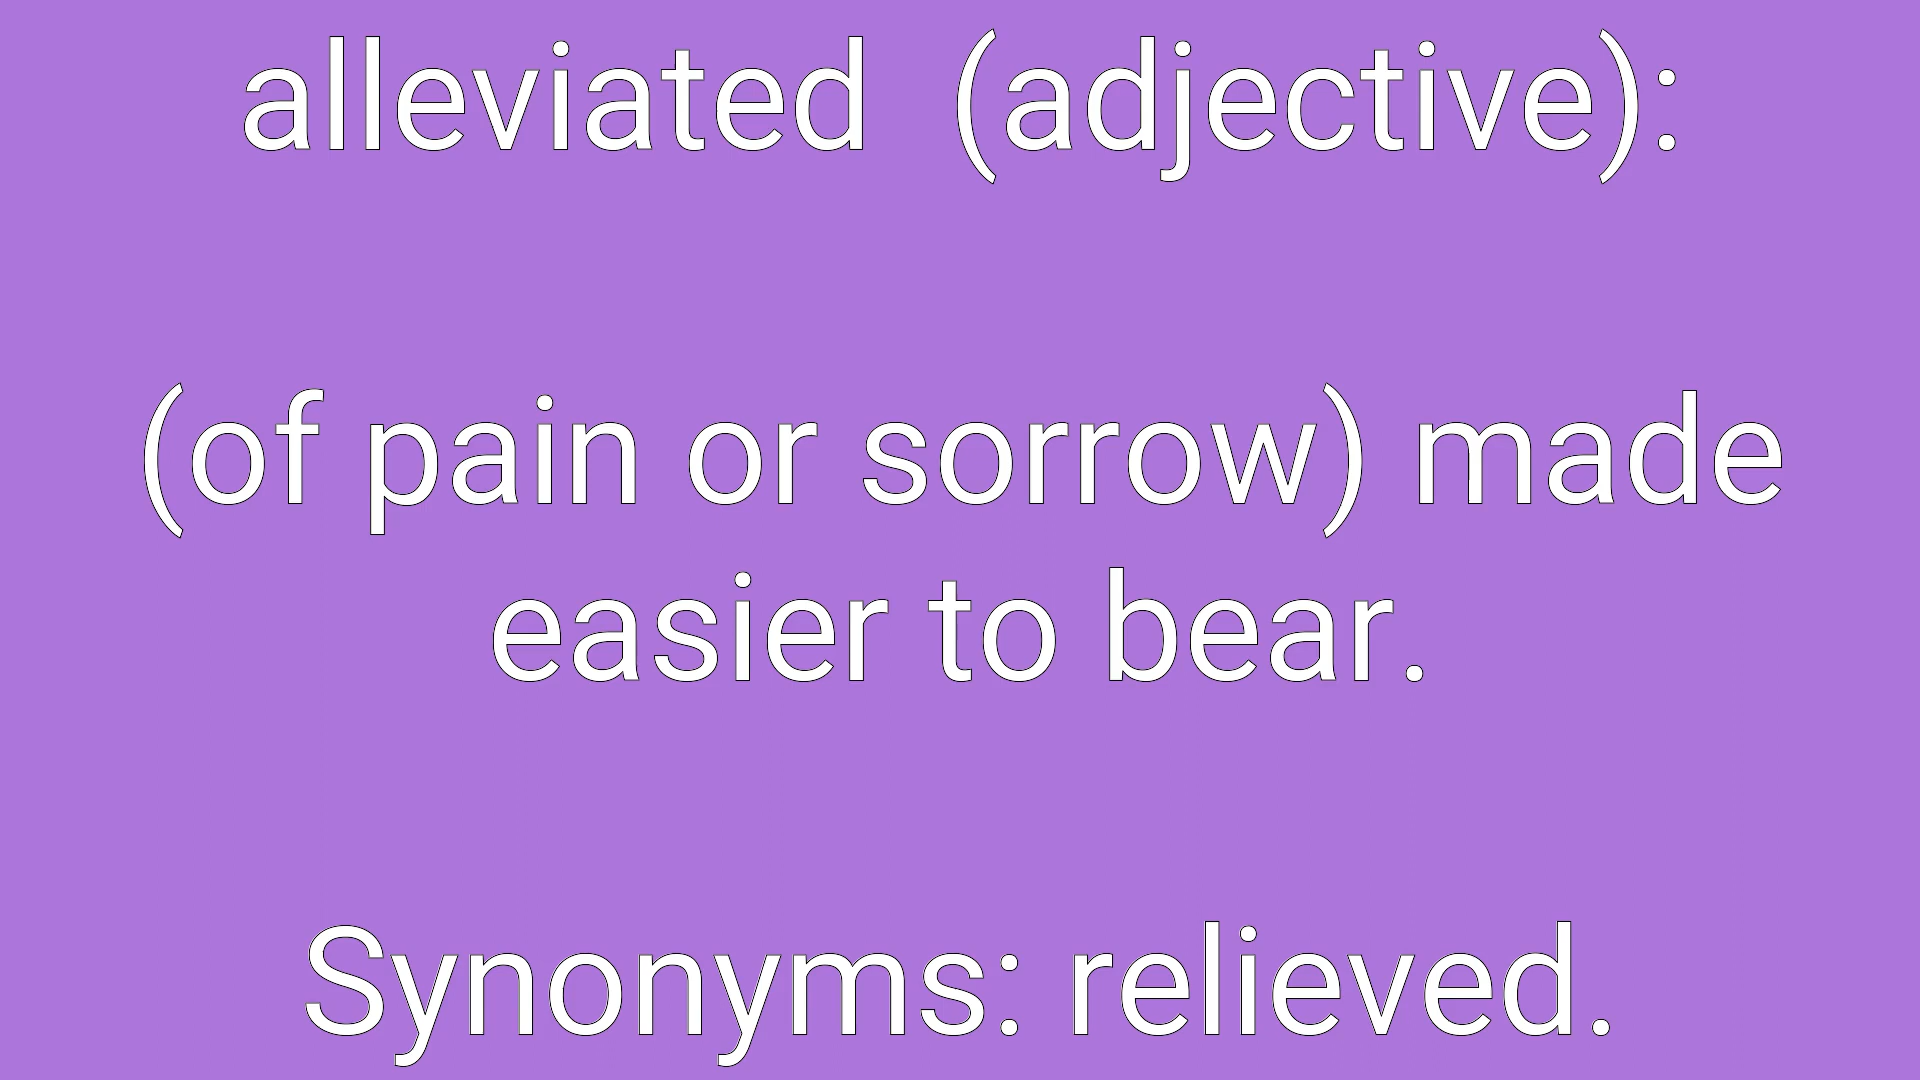 alleviated  (adjective):
(of pain or sorrow) made
easier to bear.
Synonyms: relieved.